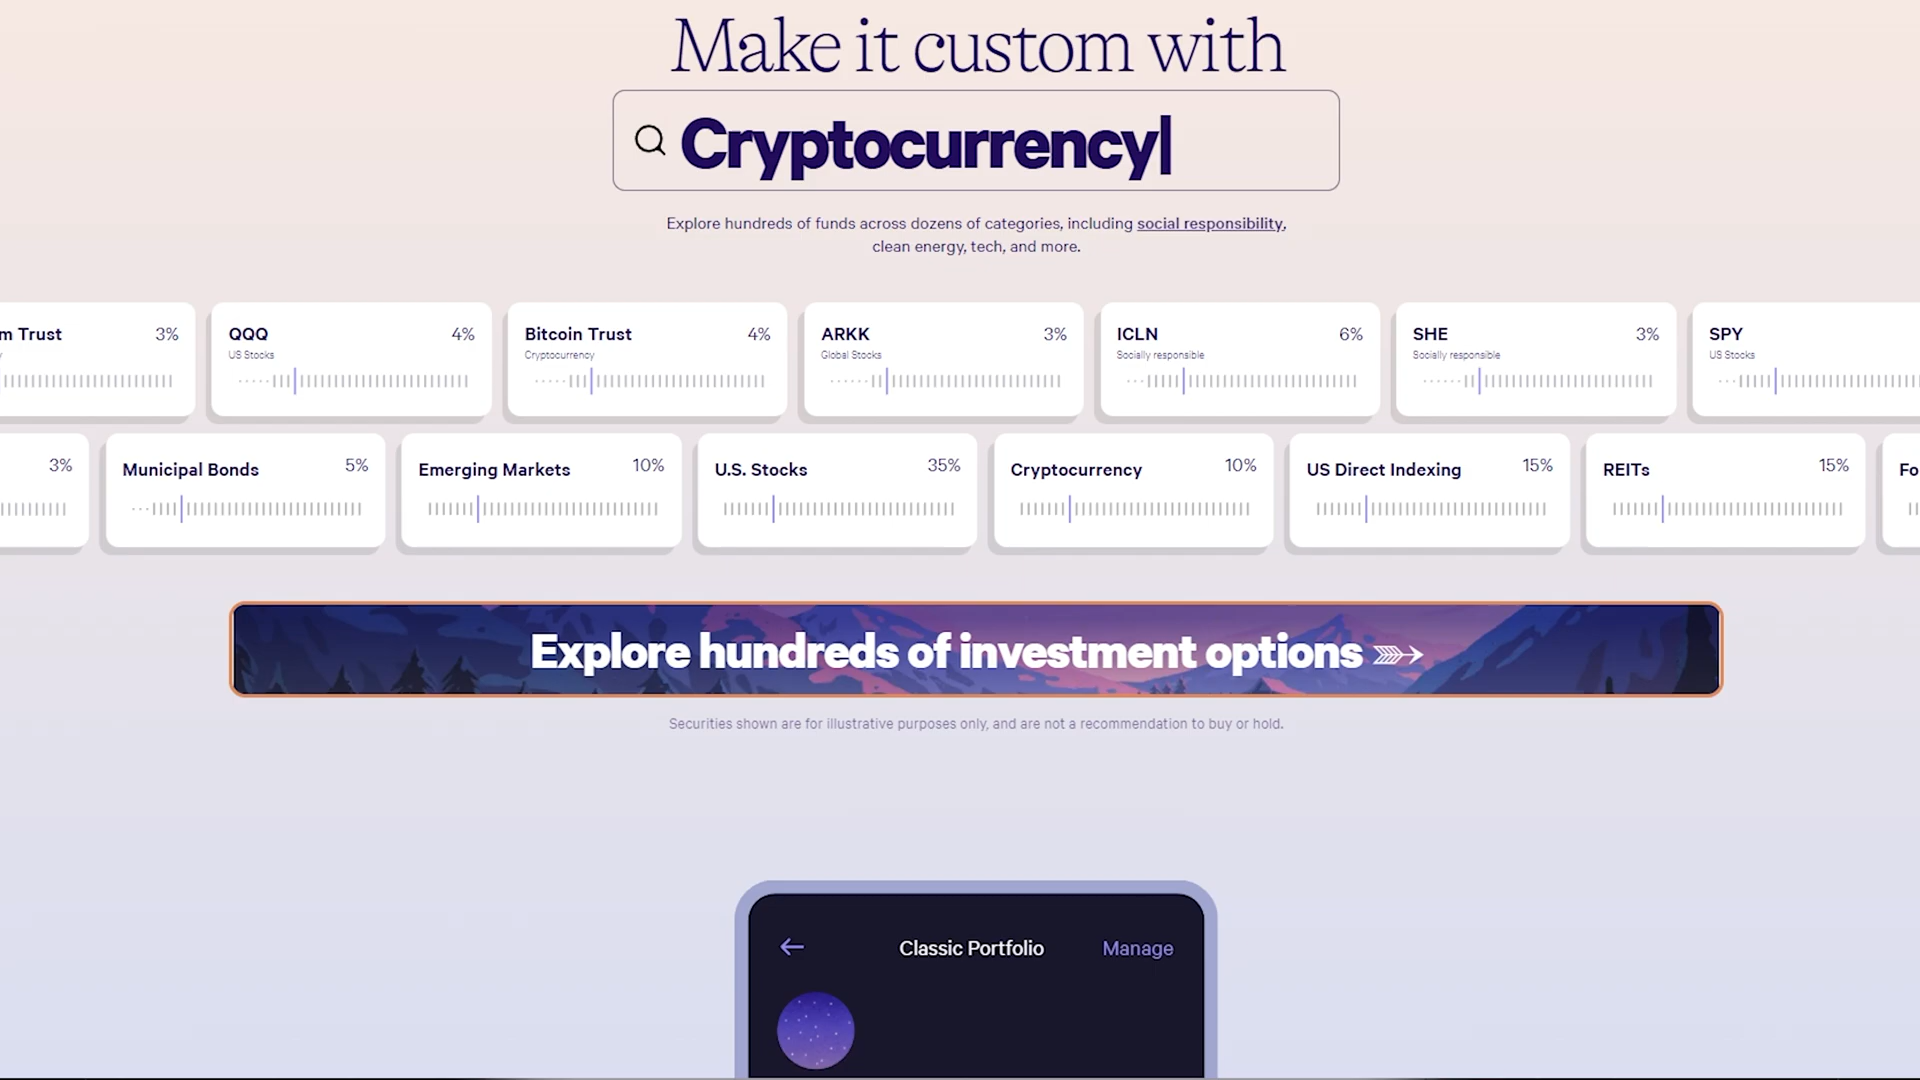 Make it custom with
Cryptocurrency
Explore hundreds of funds across dozens of categories, including social responsibility,
clean energy, tech, and more.
m Trust 3%
QQQ 4%
US Stocks
Bitcoin Trust 4%
Cryptocurrency
ARKK 3%
Global Stocks
ICLN 6%
Socially responsible
SHE 3%
Socially responsible
SPY
US Stocks
3%
Municipal Bonds 5%
Emerging Markets 10%
U.S. Stocks 35%
Cryptocurrency 10%
US Direct Indexing 15%
REITs 15%
Fo
Explore hundreds of investment options
Securities shown are for illustrative purposes only, and are not a recommendation to buy or hold.
Classic Portfolio Manage